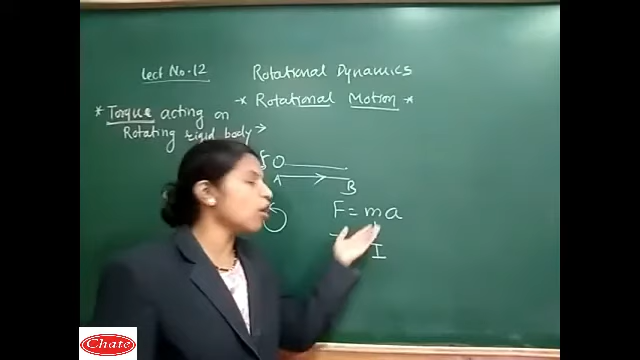 Lect No.12 Rotational Dynamics
* Rotational Motion *
* Torque acting on
Rotating rigid body →
A B
F = ma
I
Chate